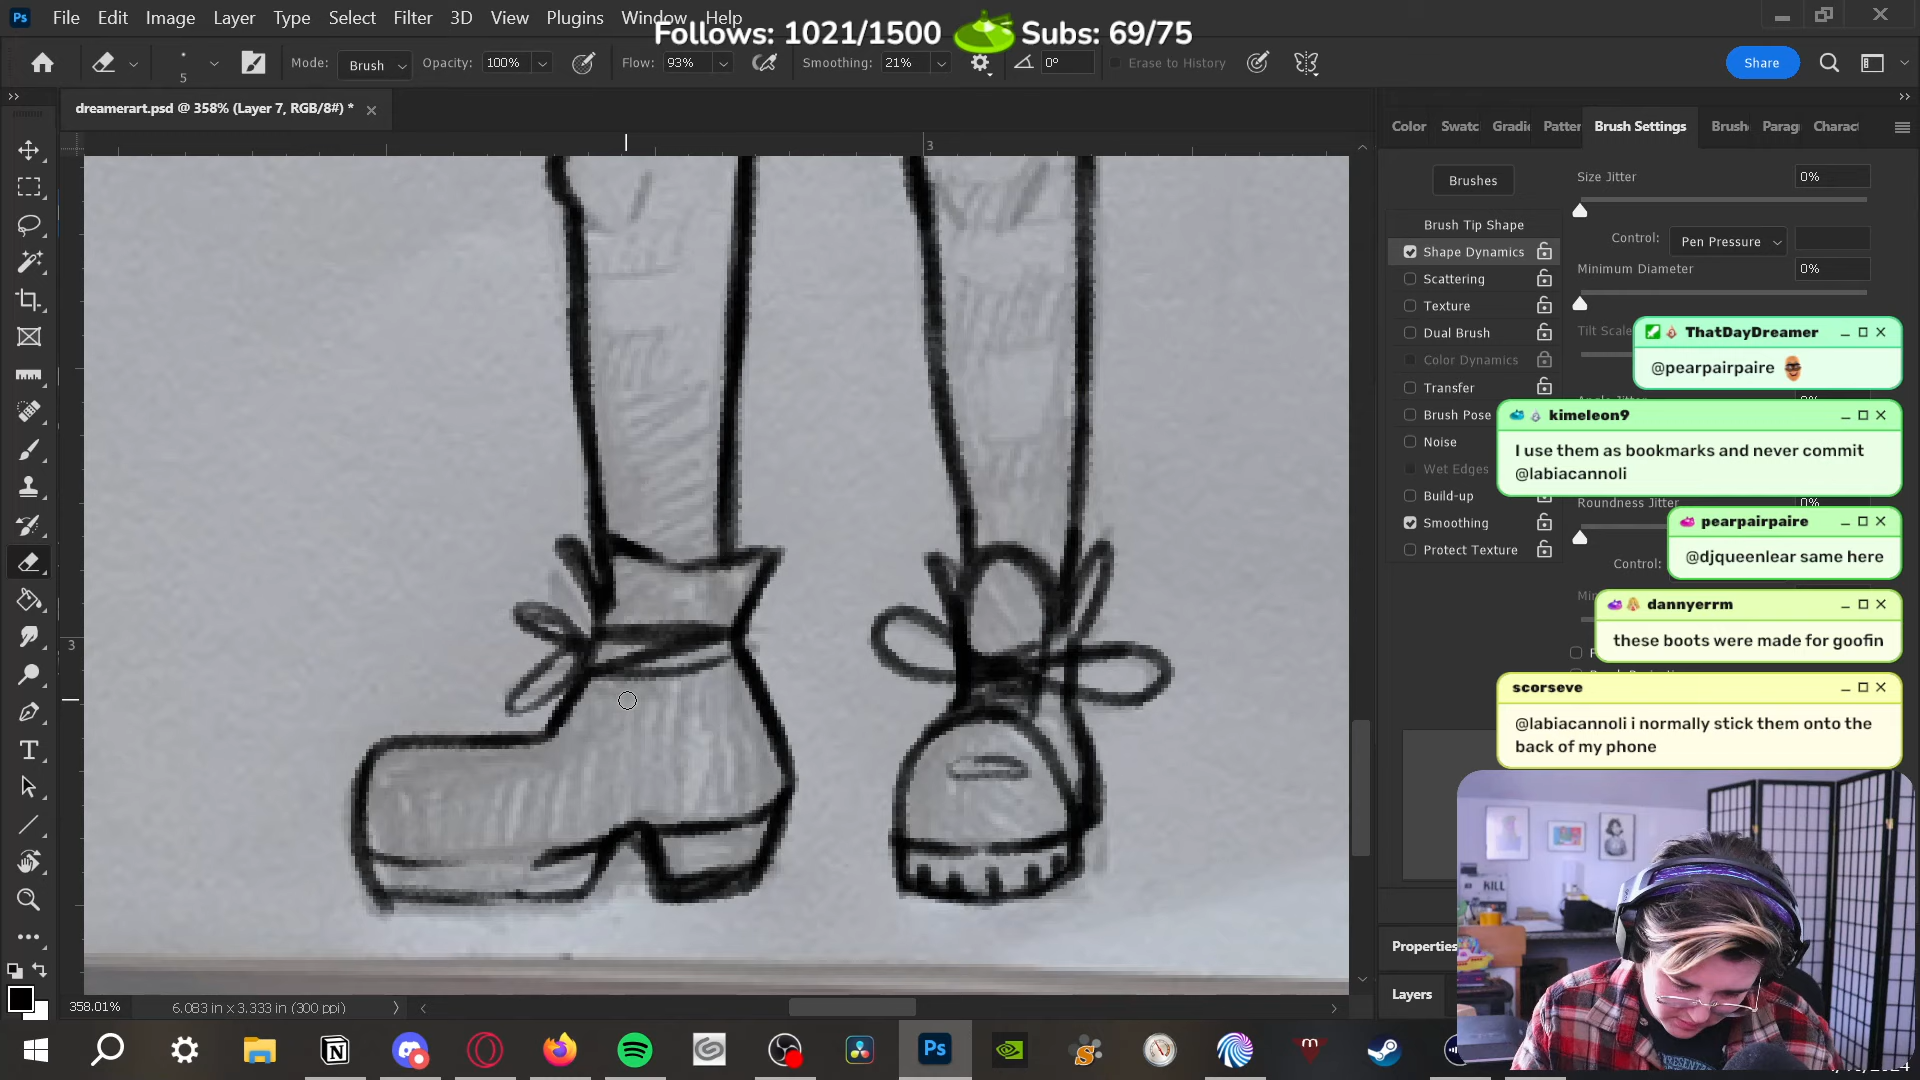 File Edit Image Layer Type Select Filter 3D View Plugins Window Help
Follows: 1021/1500 Subs: 69/75
5 Mode: Brush Opacity: 100% Flow: 93% Smoothing: 21% 0° Erase to History Share
dreamerart.psd @ 358% (Layer 7, RGB/8#) *
3
3
Color Swatc Gradie Patter Brush Settings Brush Parag Charac
Brushes
Brush Tip Shape
Shape Dynamics
Scattering
Texture
Dual Brush
Color Dynamics
Transfer
Brush Pose
Noise
Wet Edges
Build-up
Smoothing
Protect Texture
Size Jitter 0%
Control: Pen Pressure
Minimum Diameter 0%
Tilt Scale
Roundness Jitter
Control:
ThatDayDreamer
@pearpairpaire
kimeleon9
I use them as bookmarks and never commit
@labiacannoli
pearpairpaire
@djqueenlear same here
dannyerrm
these boots were made for goofin
scorseve
@labiacannoli i normally stick them onto the
back of my phone
KILL
Properties
Layers
358.01% 6.083 in x 3.333 in (300 ppi)
Ps